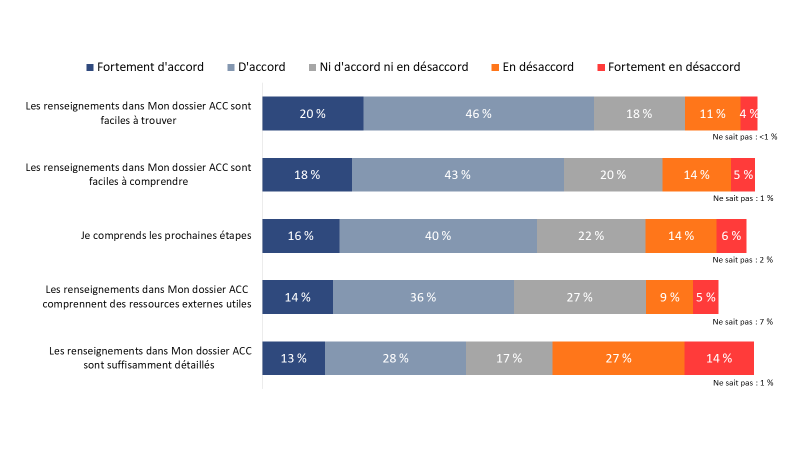 Fortement d'accord D'accord Ni d'accord ni en désaccord En désaccord Fortement en désaccord
Les renseignements dans Mon dossier ACC sont
faciles à trouver
20 % 46 % 18 % 11 % 4 %
Ne sait pas : <1 %
Les renseignements dans Mon dossier ACC sont
faciles à comprendre
18 % 43 % 20 % 14 % 5 %
Ne sait pas : 1 %
Je comprends les prochaines étapes
16 % 40 % 22 % 14 % 6 %
Ne sait pas : 2 %
Les renseignements dans Mon dossier ACC
comprennent des ressources externes utiles
14 % 36 % 27 % 9 % 5 %
Ne sait pas : 7 %
Les renseignements dans Mon dossier ACC
sont suffisamment détaillés
13 % 28 % 17 % 27 % 14 %
Ne sait pas : 1 %